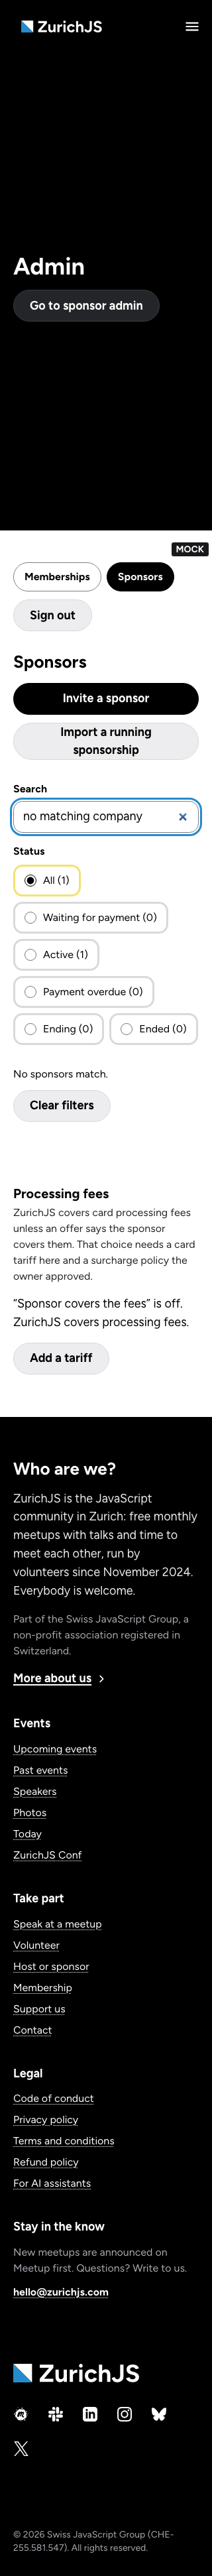 ZurichJS
Admin
Go to sponsor admin
MOCK
Memberships
Sponsors
Sign out
Sponsors
Invite a sponsor
Import a running
sponsorship
Search
no matching company
Status
All (1)
Waiting for payment (0)
Active (1)
Payment overdue (0)
Ending (0)
Ended (0)
No sponsors match.
Clear filters
Processing fees
ZurichJS covers card processing fees
unless an offer says the sponsor
covers them. That choice needs a card
tariff here and a surcharge policy the
owner approved.
“Sponsor covers the fees” is off.
ZurichJS covers processing fees.
Add a tariff
Who are we?
ZurichJS is the JavaScript
community in Zurich: free monthly
meetups with talks and time to
meet each other, run by
volunteers since November 2024.
Everybody is welcome.
Part of the Swiss JavaScript Group, a
non-profit association registered in
Switzerland.
More about us
Events
Upcoming events
Past events
Speakers
Photos
Today
ZurichJS Conf
Take part
Speak at a meetup
Volunteer
Host or sponsor
Membership
Support us
Contact
Legal
Code of conduct
Privacy policy
Terms and conditions
Refund policy
For AI assistants
Stay in the know
New meetups are announced on
Meetup first. Questions? Write to us.
hello@zurichjs.com
ZurichJS
© 2026 Swiss JavaScript Group (CHE-
255.581.547). All rights reserved.